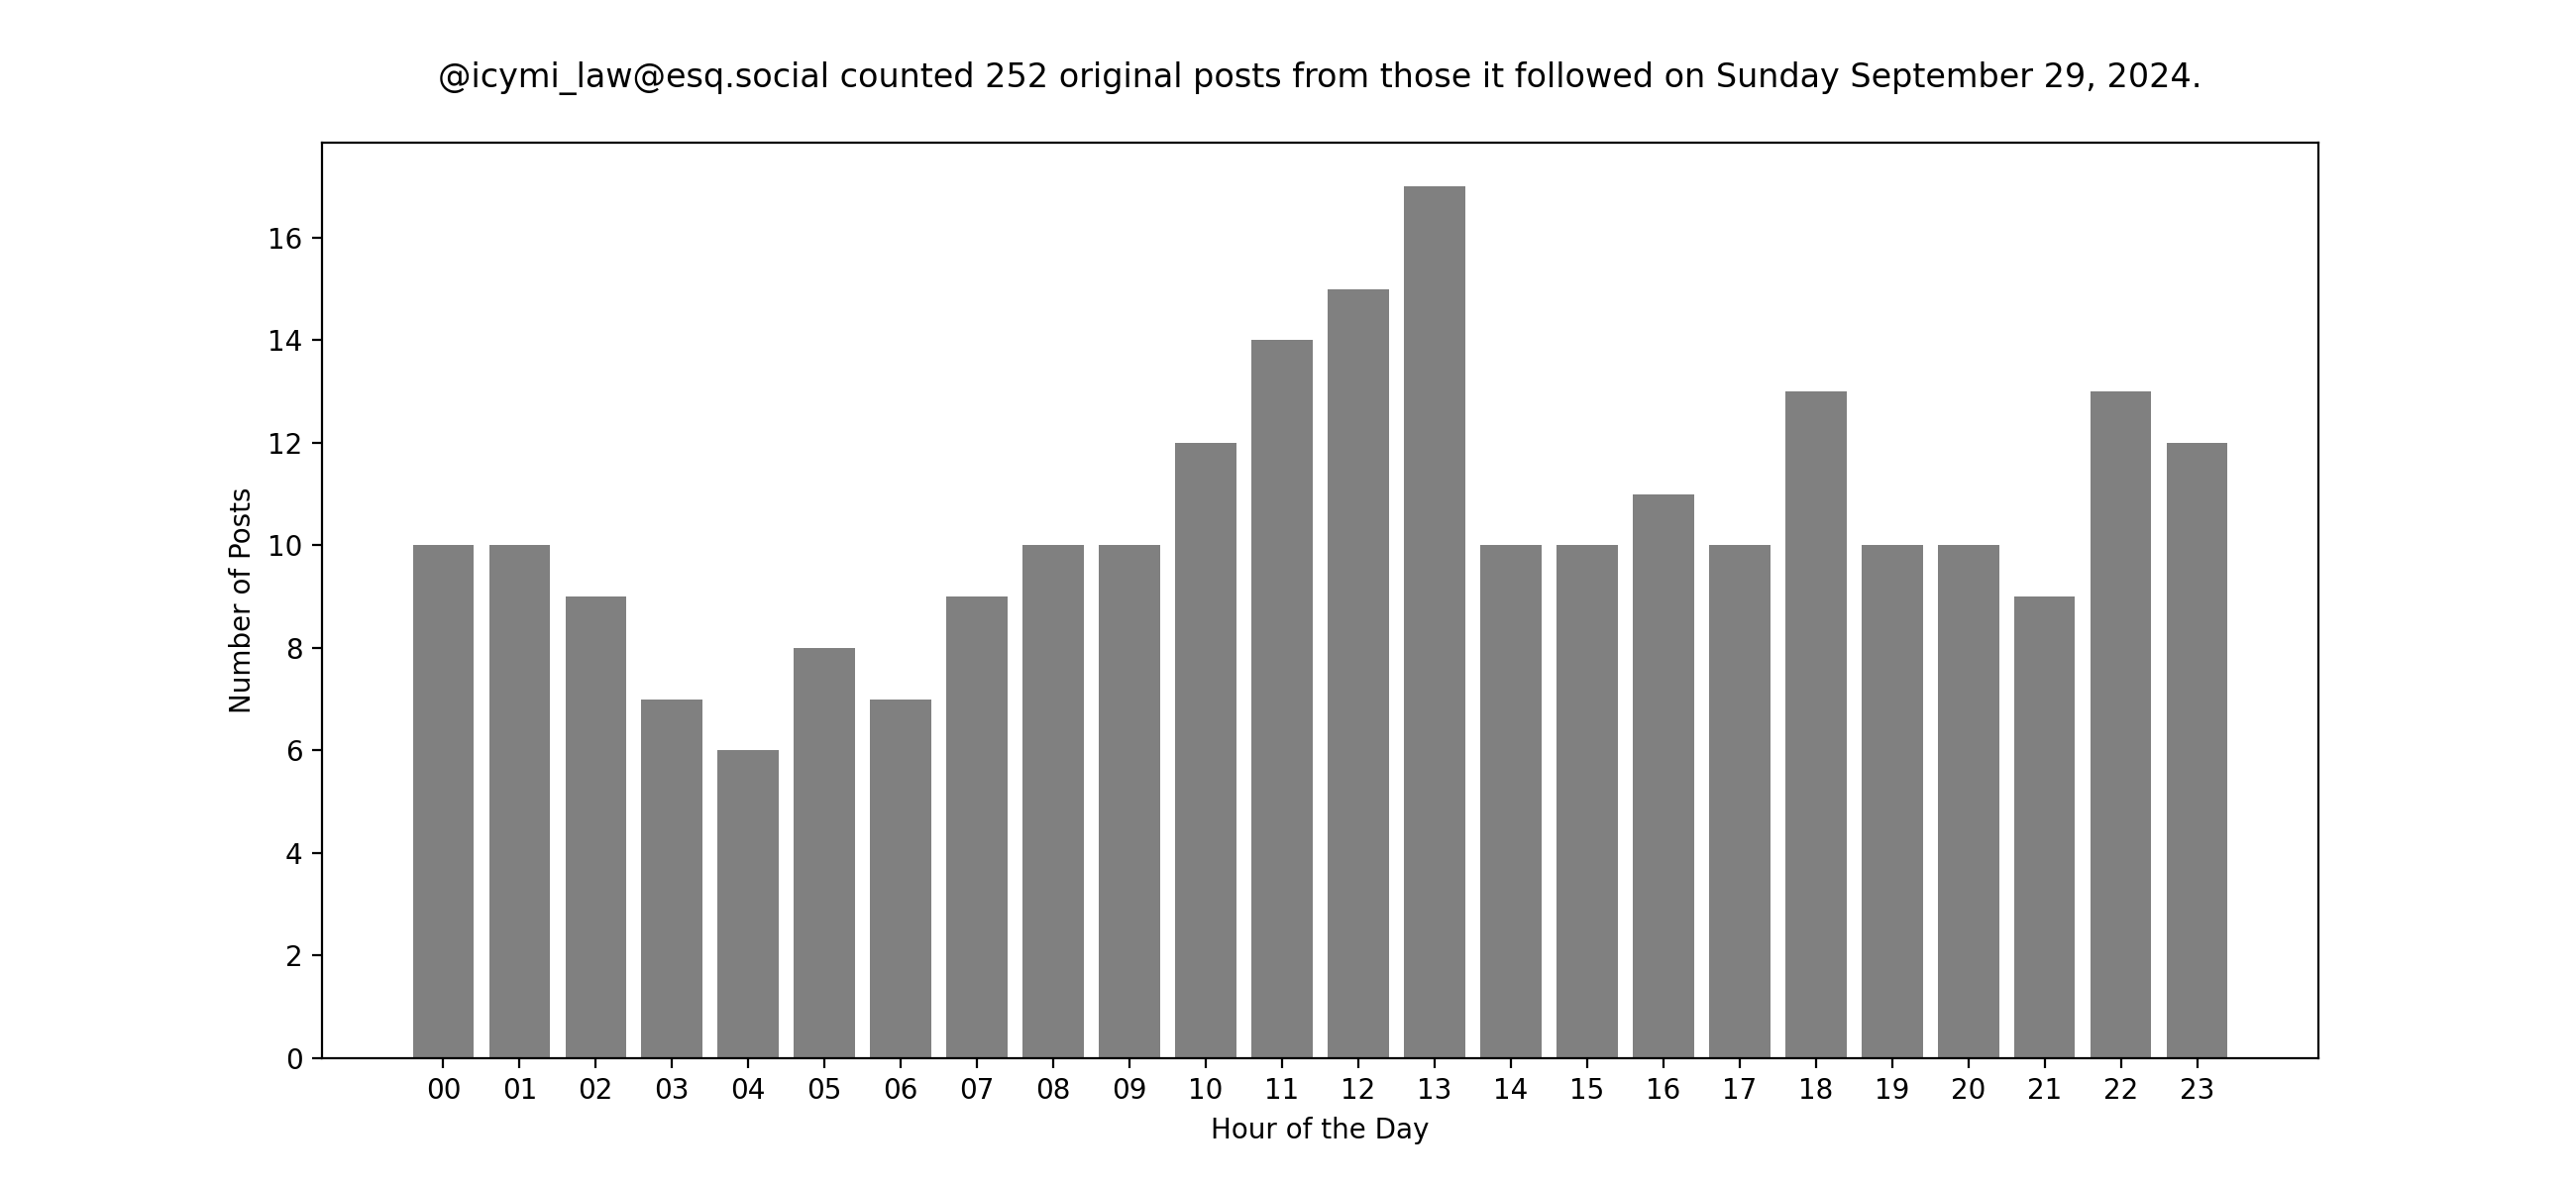 @icymi_law@esq.social counted 252 original posts from those it followed on Sunday September 29, 2024.
16
14
12
10
8
6
4
2
0
Number of Posts
00 01 02 03 04 05 06 07 08 09 10 11 12 13 14 15 16 17 18 19 20 21 22 23
Hour of the Day